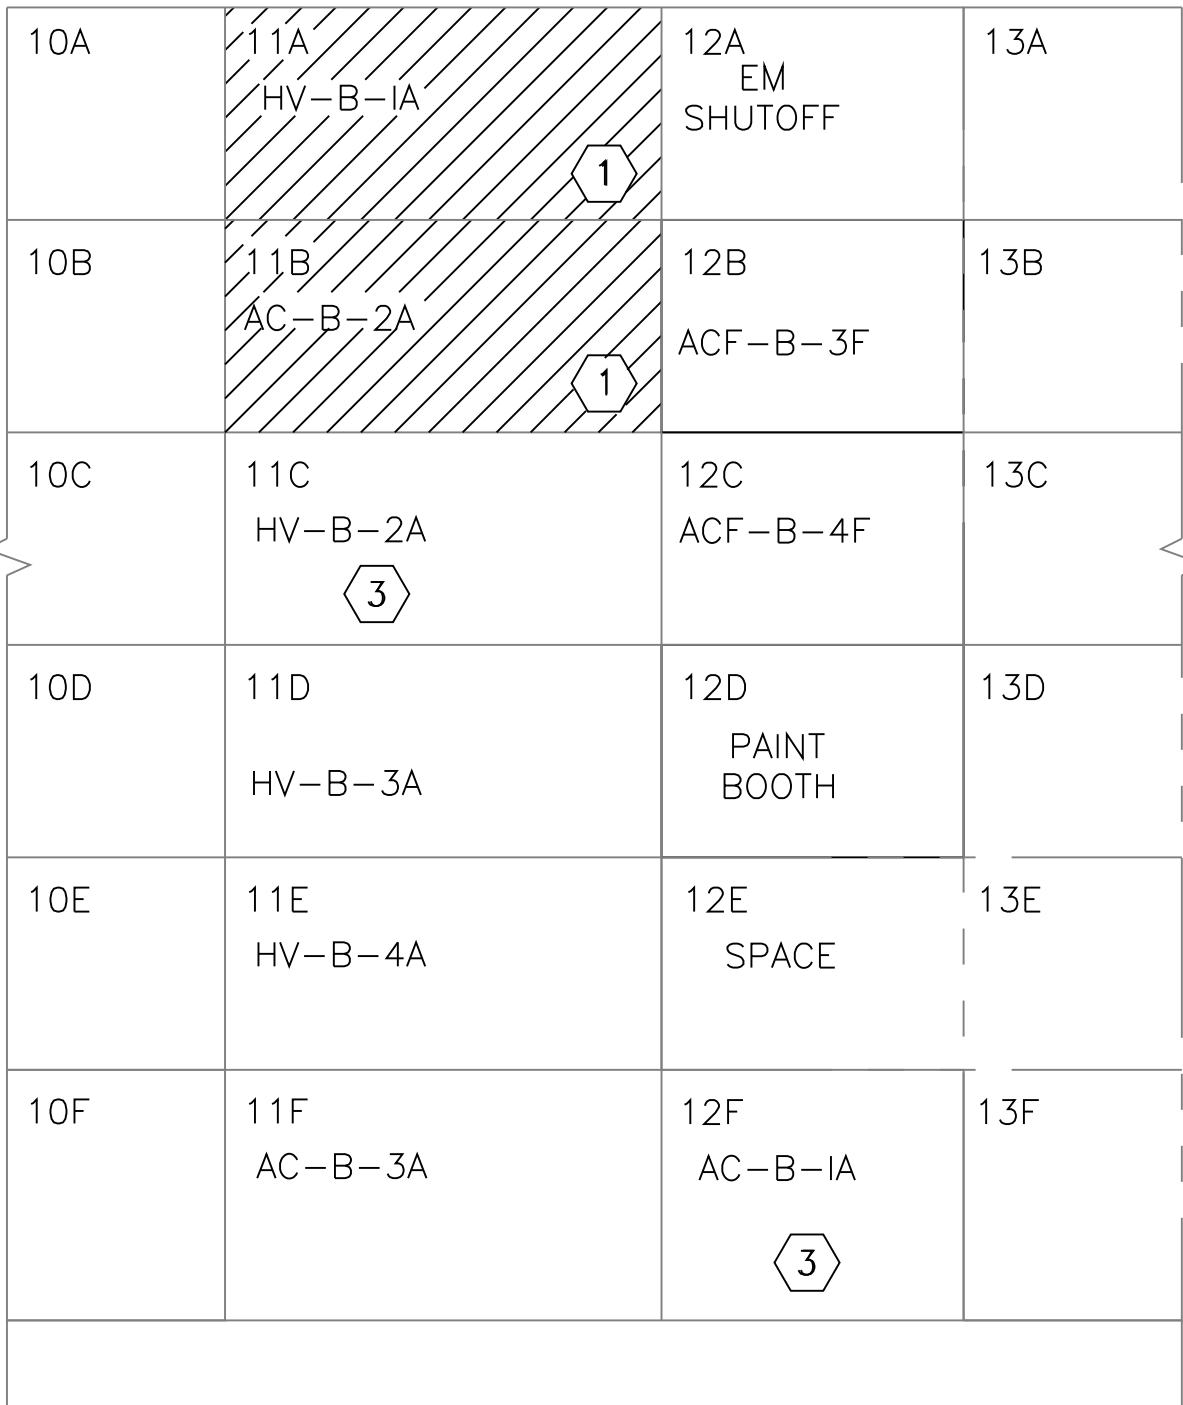 10A
11A
HV-B-1A
1
12A
EM
SHUTOFF
13A
10B
11B
AC-B-2A
1
12B
ACF-B-3F
13B
10C
11C
HV-B-2A
3
12C
ACF-B-4F
13C
10D
11D
HV-B-3A
12D
PAINT
BOOTH
13D
10E
11E
HV-B-4A
12E
SPACE
13E
10F
11F
AC-B-3A
12F
AC-B-1A
3
13F